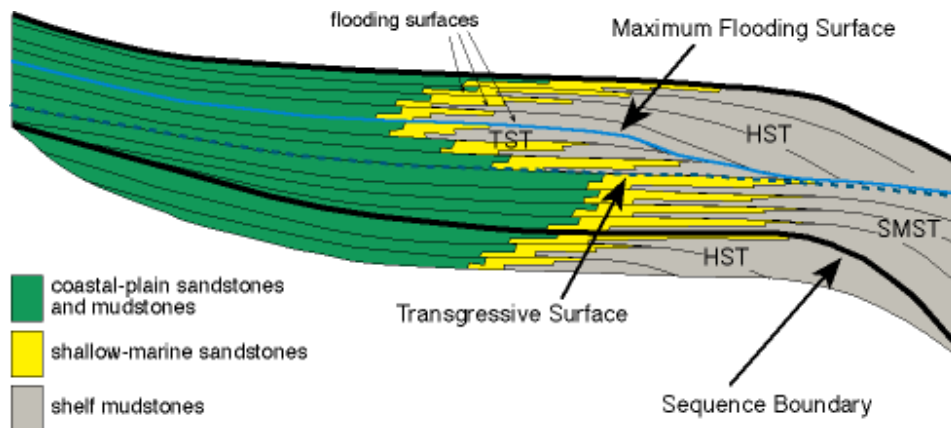 flooding surfaces
Maximum Flooding Surface
TST
HST
SMST
HST
Transgressive Surface
Sequence Boundary
coastal-plain sandstones
and mudstones
shallow-marine sandstones
shelf mudstones